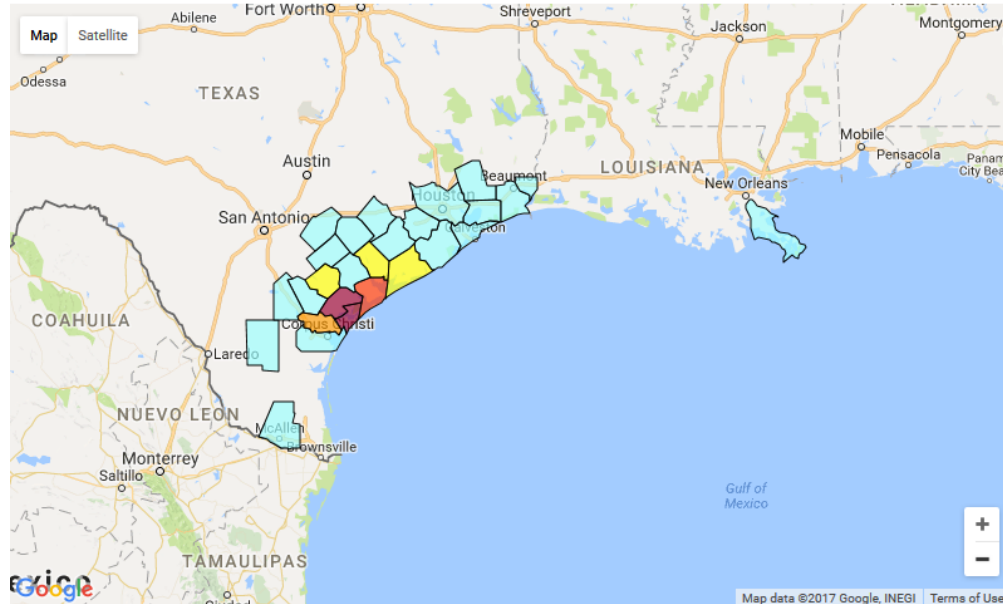 Fort Worth
Shreveport
Abilene
Jackson
Montgomery
Map Satellite
Odessa
TEXAS
Mobile
Pensacola
Austin
LOUISIANA
Beaumont
New Orleans
Houston
San Antonio
Galveston
COAHUILA
Corpus Christi
Laredo
NUEVO LEON
McAllen
Brownsville
Monterrey
Saltillo
Gulf of
Mexico
+
TAMAULIPAS
−
Google
Map data ©2017 Google, INEGI Terms of Use